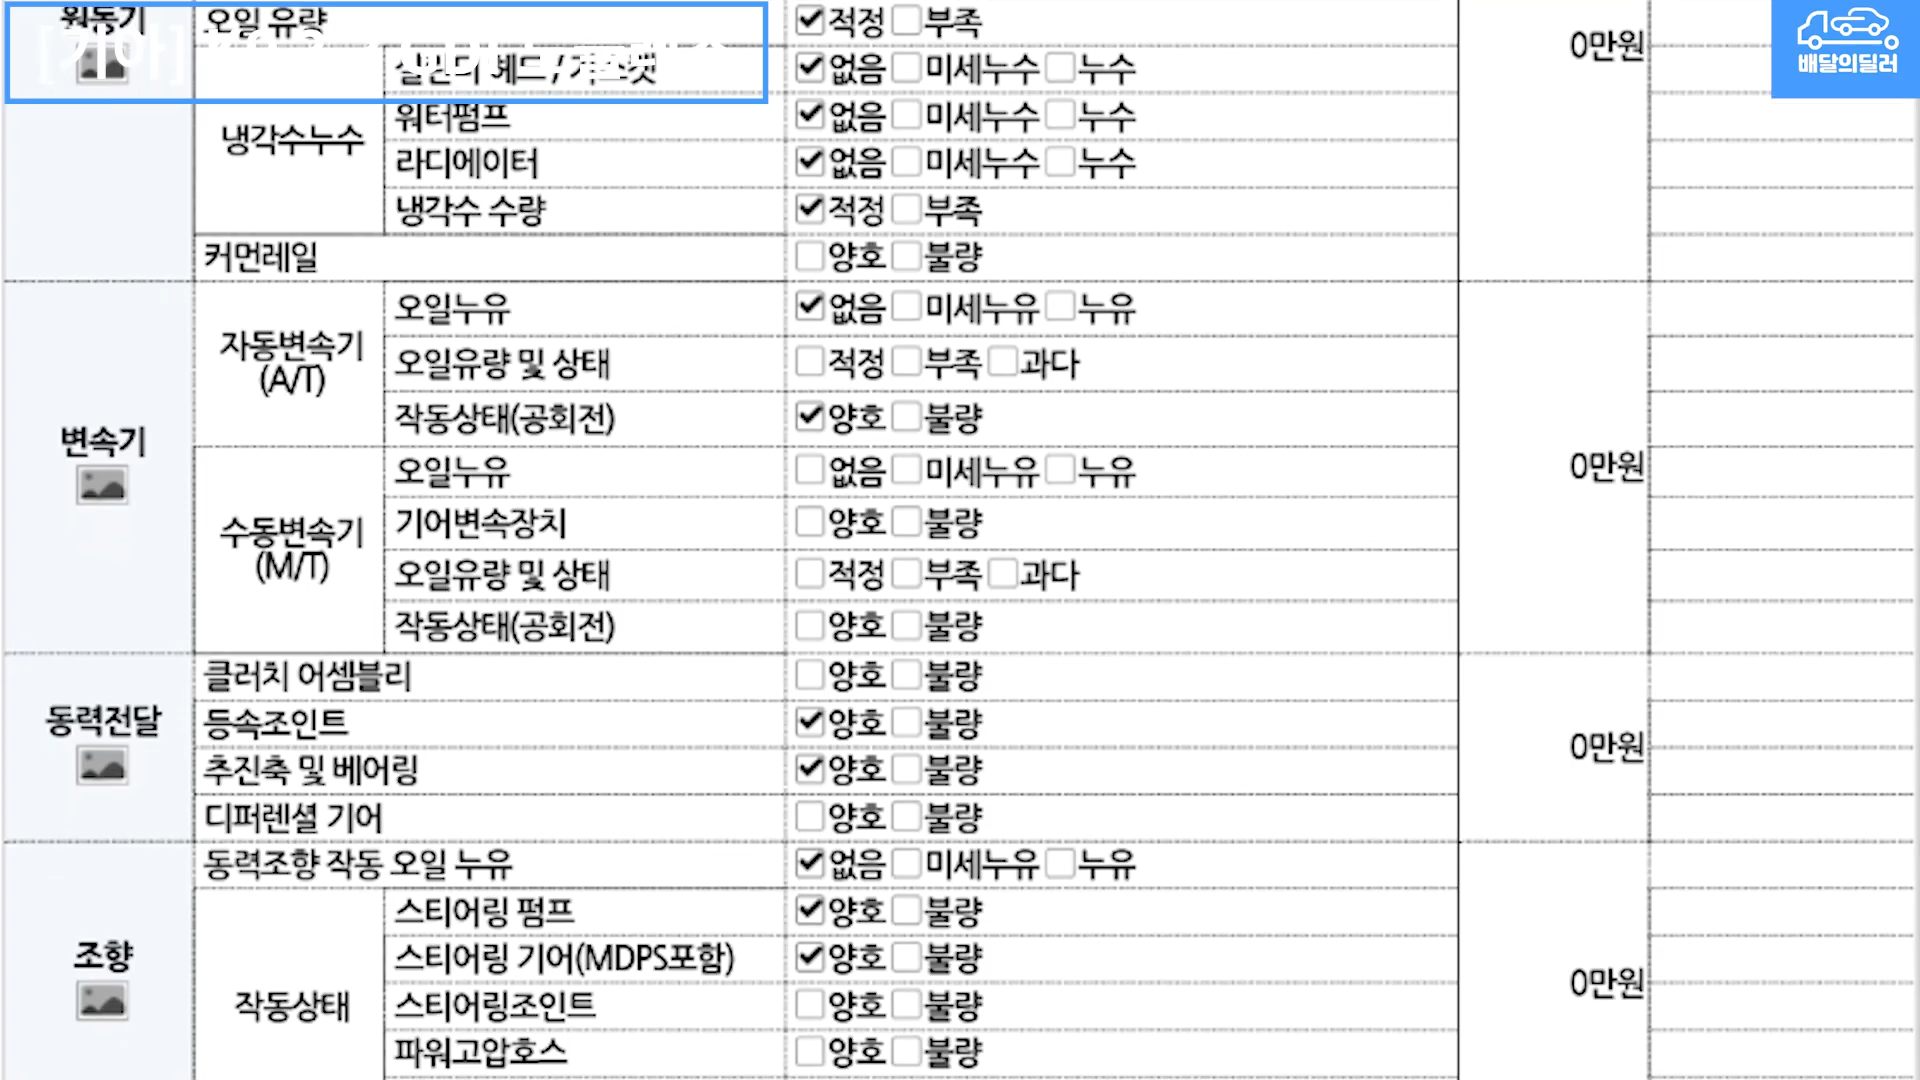 원동기
오일 유량
적정 부족
0만원
배달의딜러
[기아]
없음 미세누수 누수
냉각수누수
워터펌프
없음 미세누수 누수
라디에이터
없음 미세누수 누수
냉각수 수량
적정 부족
커먼레일
양호 불량
변속기
자동변속기
(A/T)
오일누유
없음 미세누유 누유
오일유량 및 상태
적정 부족 과다
작동상태(공회전)
양호 불량
0만원
수동변속기
(M/T)
오일누유
없음 미세누유 누유
기어변속장치
양호 불량
오일유량 및 상태
적정 부족 과다
작동상태(공회전)
양호 불량
동력전달
클러치 어셈블리
양호 불량
등속조인트
양호 불량
0만원
추진축 및 베어링
양호 불량
디퍼렌셜 기어
양호 불량
조향
동력조향 작동 오일 누유
없음 미세누유 누유
작동상태
스티어링 펌프
양호 불량
스티어링 기어(MDPS포함)
양호 불량
0만원
스티어링조인트
양호 불량
파워고압호스
양호 불량